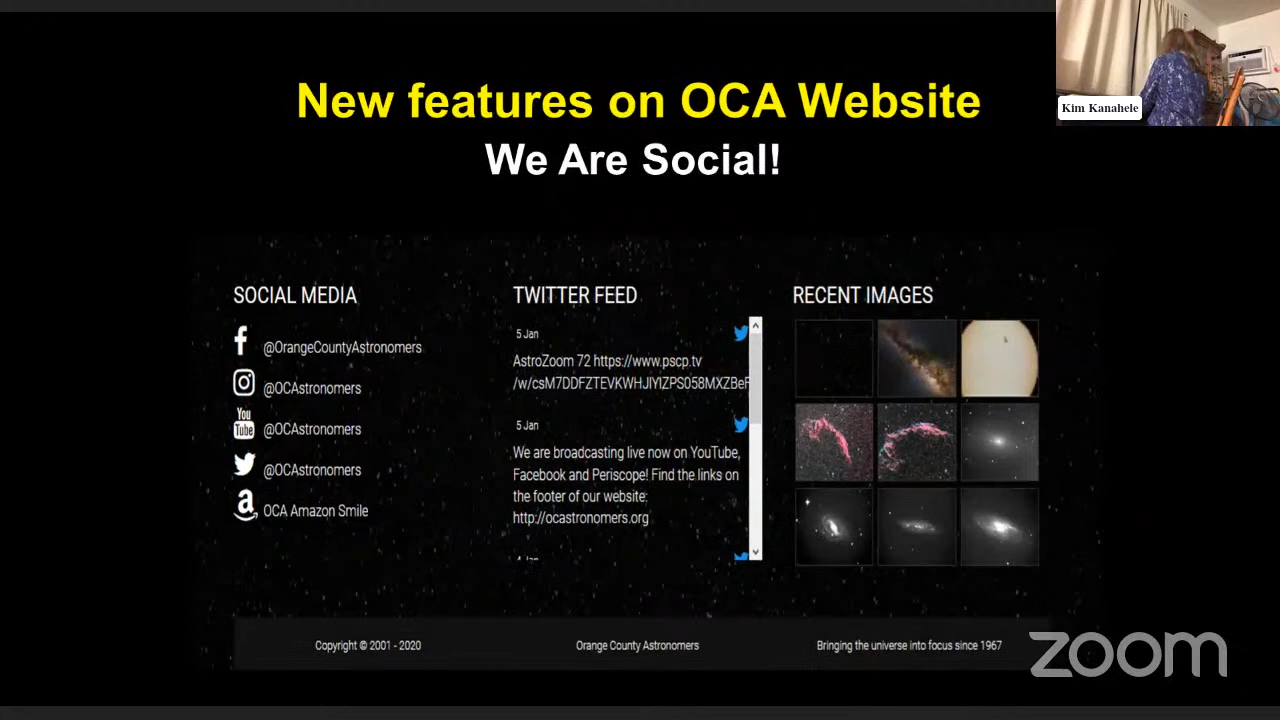 New features on OCA Website
We Are Social!
Kim Kanahele
SOCIAL MEDIA
@OrangeCountyAstronomers
@OCAstronomers
You
Tube
@OCAstronomers
@OCAstronomers
OCA Amazon Smile
TWITTER FEED
5 Jan
AstroZoom 72 https://www.pscp.tv
/w/csM7DDFZTEVKWHJIYIZPS058MXZBeF
5 Jan
We are broadcasting live now on YouTube,
Facebook and Periscope! Find the links on
the footer of our website:
http://ocastronomers.org
RECENT IMAGES
Copyright © 2001 - 2020
Orange County Astronomers
Bringing the universe into focus since 1967
zoom